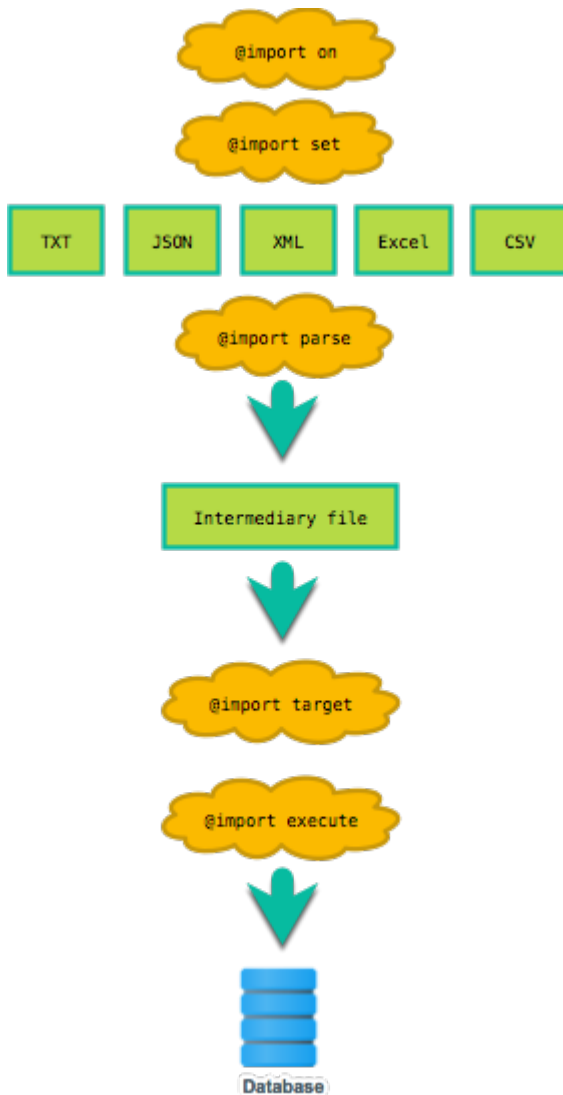 @import on
@import set
TXT
JSON
XML
Excel
CSV
@import parse
Intermediary file
@import target
@import execute
Database